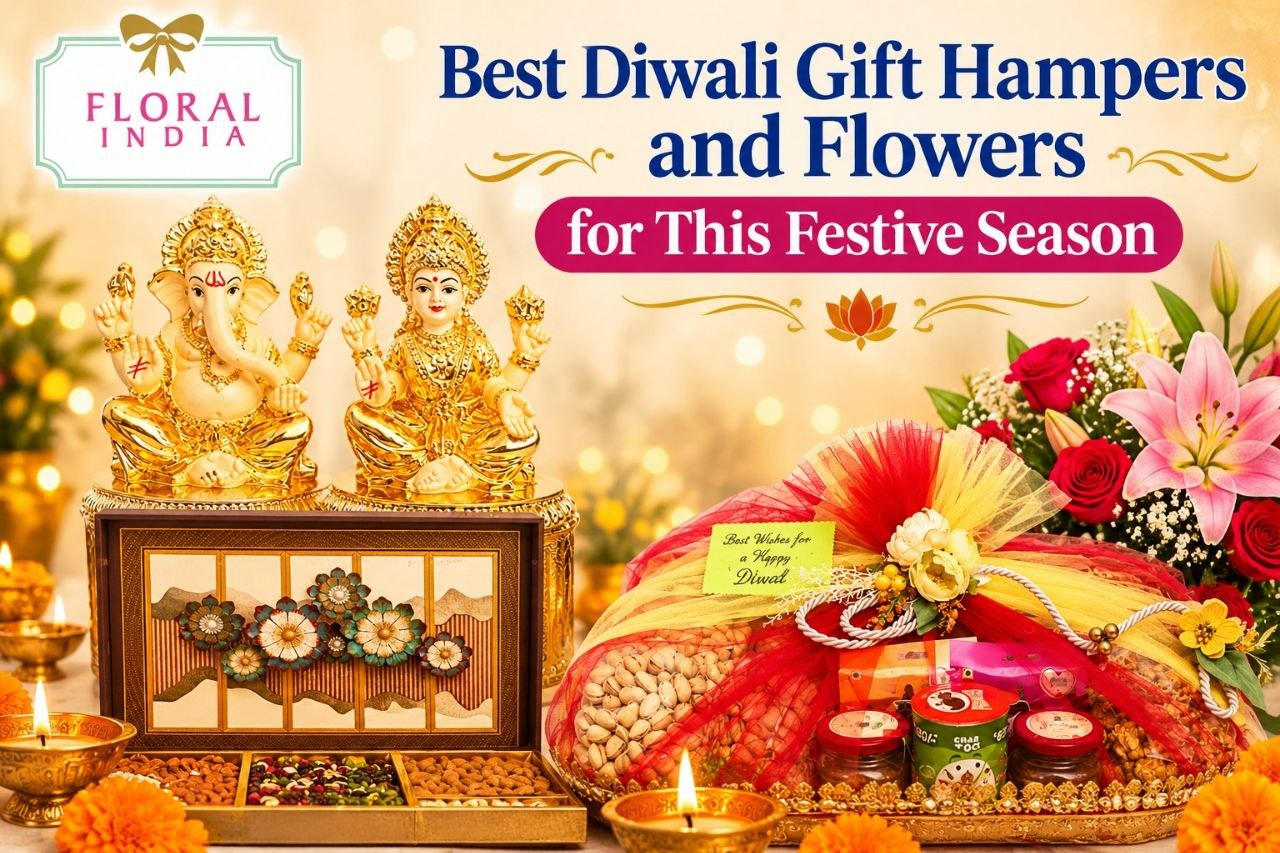 FLORAL
INDIA
Best Diwali Gift Hampers
and Flowers
for This Festive Season
Best Wishes for
a Happy
Diwali